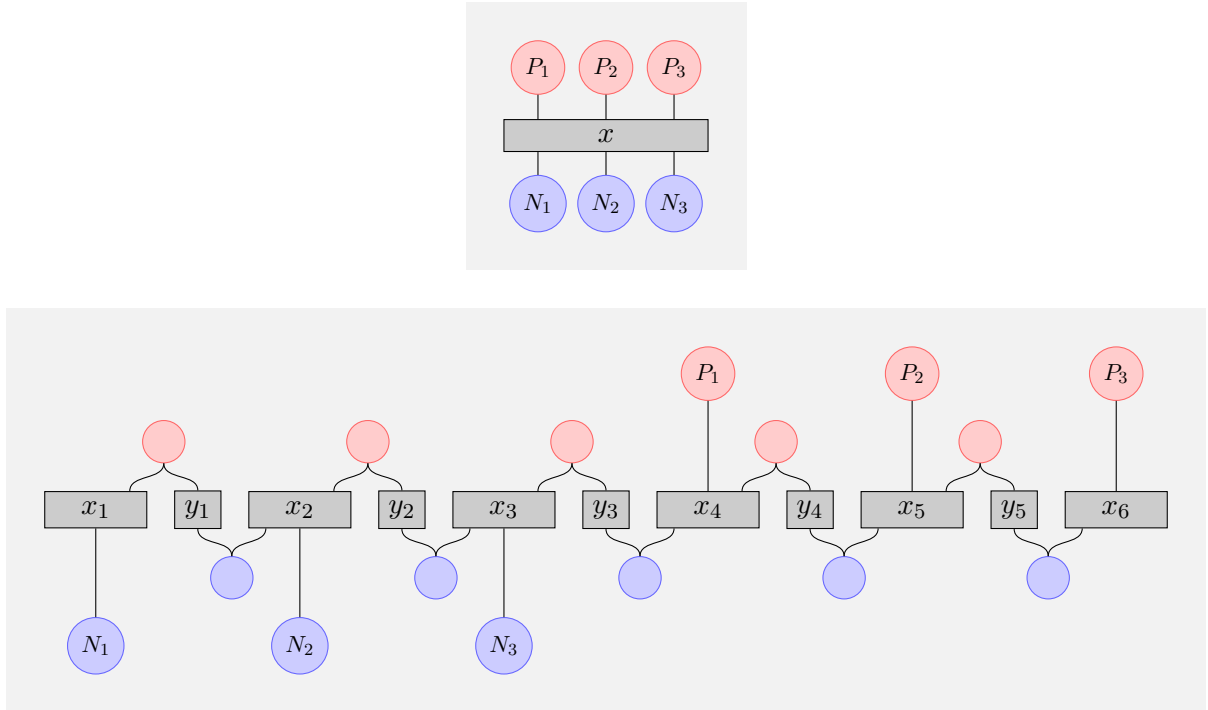 P₁ P₂ P₃
x
N₁ N₂ N₃
P₁ P₂ P₃
x₁ y₁ x₂ y₂ x₃ y₃ x₄ y₄ x₅ y₅ x₆
N₁ N₂ N₃